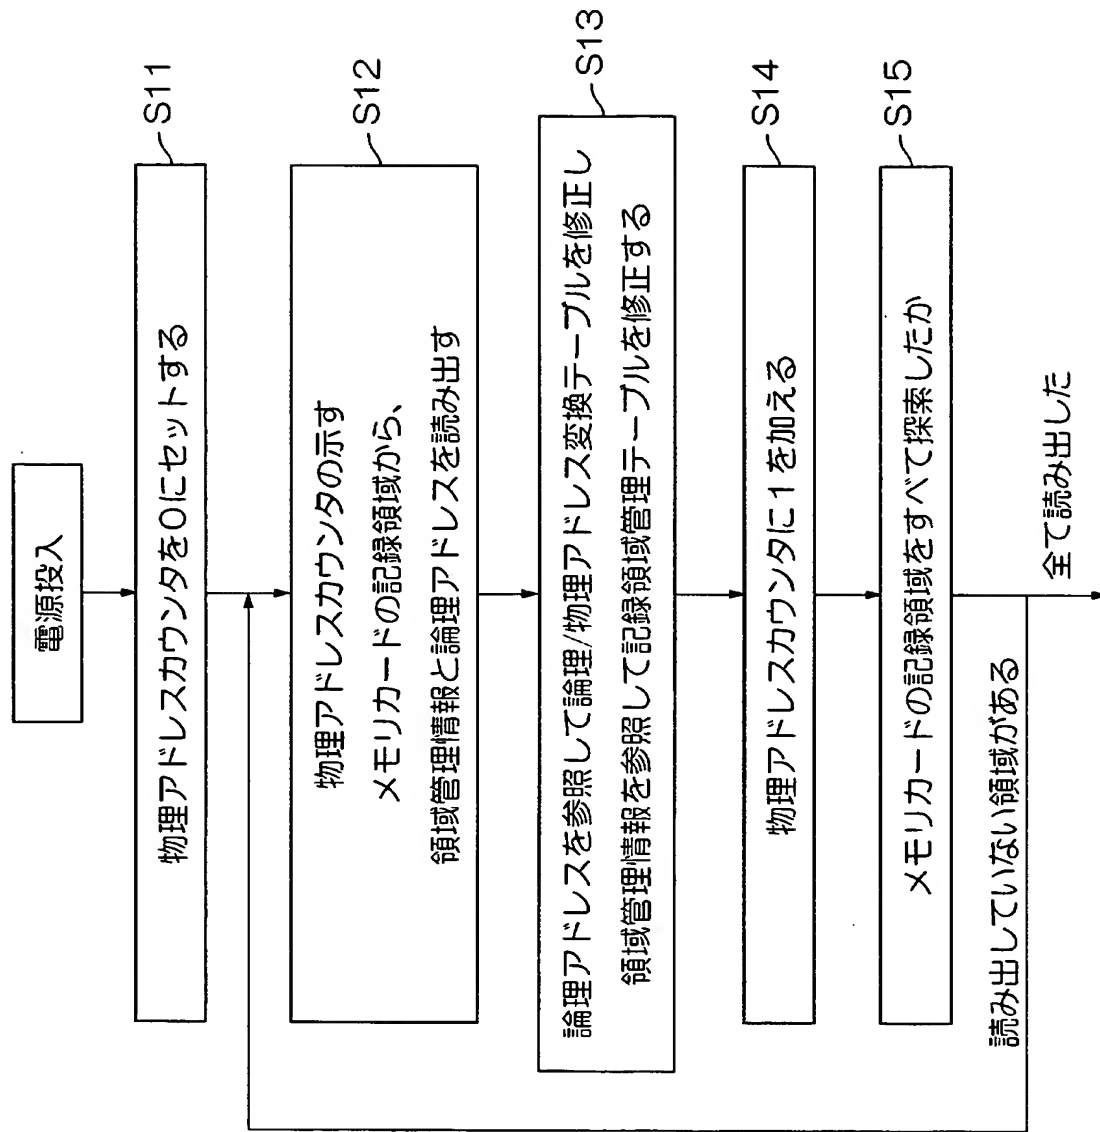 電源投入
物理アドレスカウンタを0にセットする
S11
物理アドレスカウンタの示す
メモリカードの記録領域から、
領域管理情報と論理アドレスを読み出す
S12
論理アドレスを参照して論理/物理アドレス変換テーブルを修正し
領域管理情報を参照して記録領域管理テーブルを修正する
S13
物理アドレスカウンタに1を加える
S14
メモリカードの記録領域をすべて探索したか
S15
読み出していない領域がある
全て読み出した